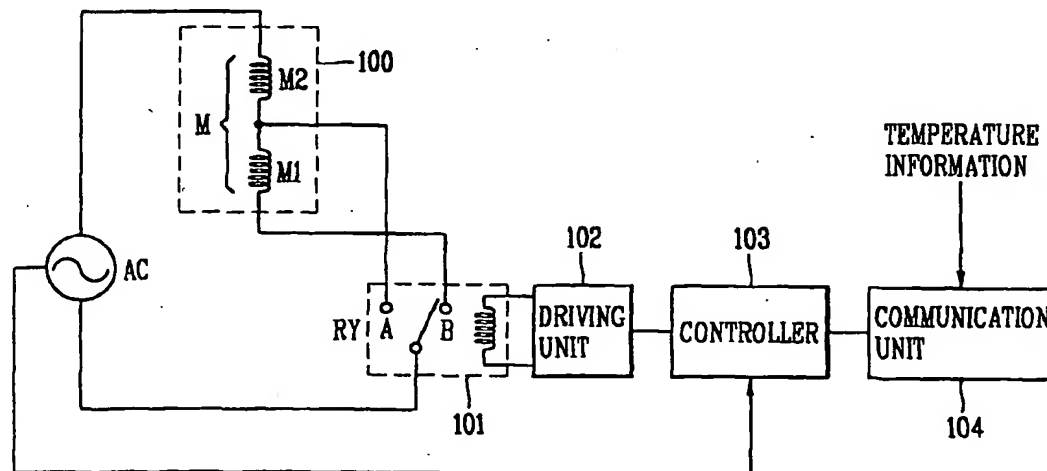 100
M2
M
M1
TEMPERATURE
INFORMATION
AC
102
103
RY
A
B
DRIVING
UNIT
CONTROLLER
COMMUNICATION
UNIT
101
104